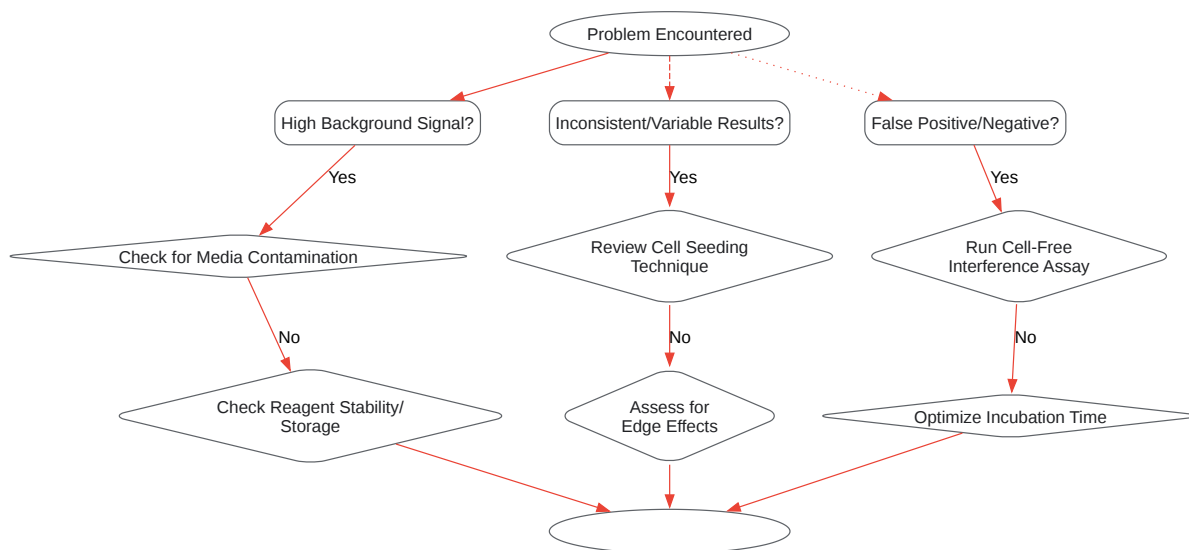 Problem Encountered
High Background Signal?
Inconsistent/Variable Results?
False Positive/Negative?
Yes
Yes
Yes
Check for Media Contamination
Review Cell Seeding
Technique
Run Cell-Free
Interference Assay
No
No
No
Check Reagent Stability/
Storage
Assess for
Edge Effects
Optimize Incubation Time